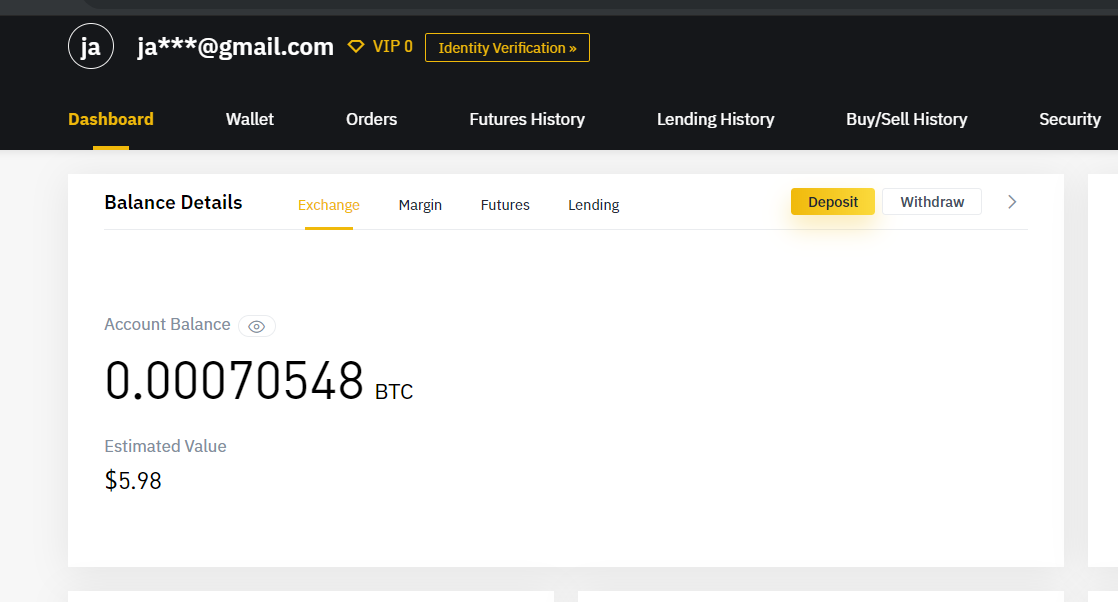 ja
ja***@gmail.com VIP 0 Identity Verification »
Dashboard Wallet Orders Futures History Lending History Buy/Sell History Security
Balance Details Exchange Margin Futures Lending Deposit Withdraw
Account Balance
0.00070548 BTC
Estimated Value
$5.98